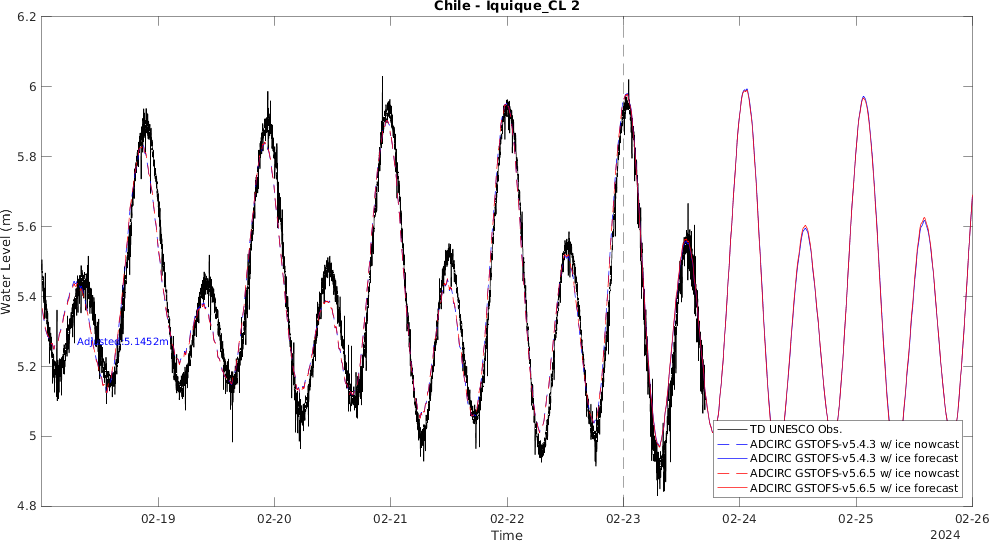 Chile - Iquique_CL 2
6.2
6
5.8
5.6
5.4
5.2
5
4.8
Water Level (m)
Adjusted:5.1452m
TD UNESCO Obs.
ADCIRC GSTOFS-v5.4.3 w/ ice nowcast
ADCIRC GSTOFS-v5.4.3 w/ ice forecast
ADCIRC GSTOFS-v5.6.5 w/ ice nowcast
ADCIRC GSTOFS-v5.6.5 w/ ice forecast
02-19 02-20 02-21 02-22 02-23 02-24 02-25 02-26
Time
2024